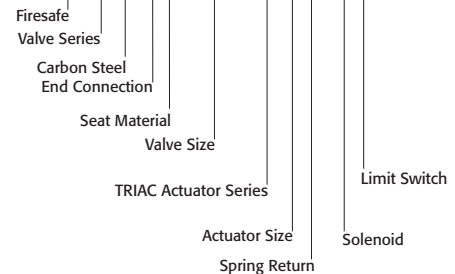 Firesafe
Valve Series
Carbon Steel
End Connection
Seat Material
Valve Size
Limit Switch
TRIAC Actuator Series
Actuator Size
Solenoid
Spring Return